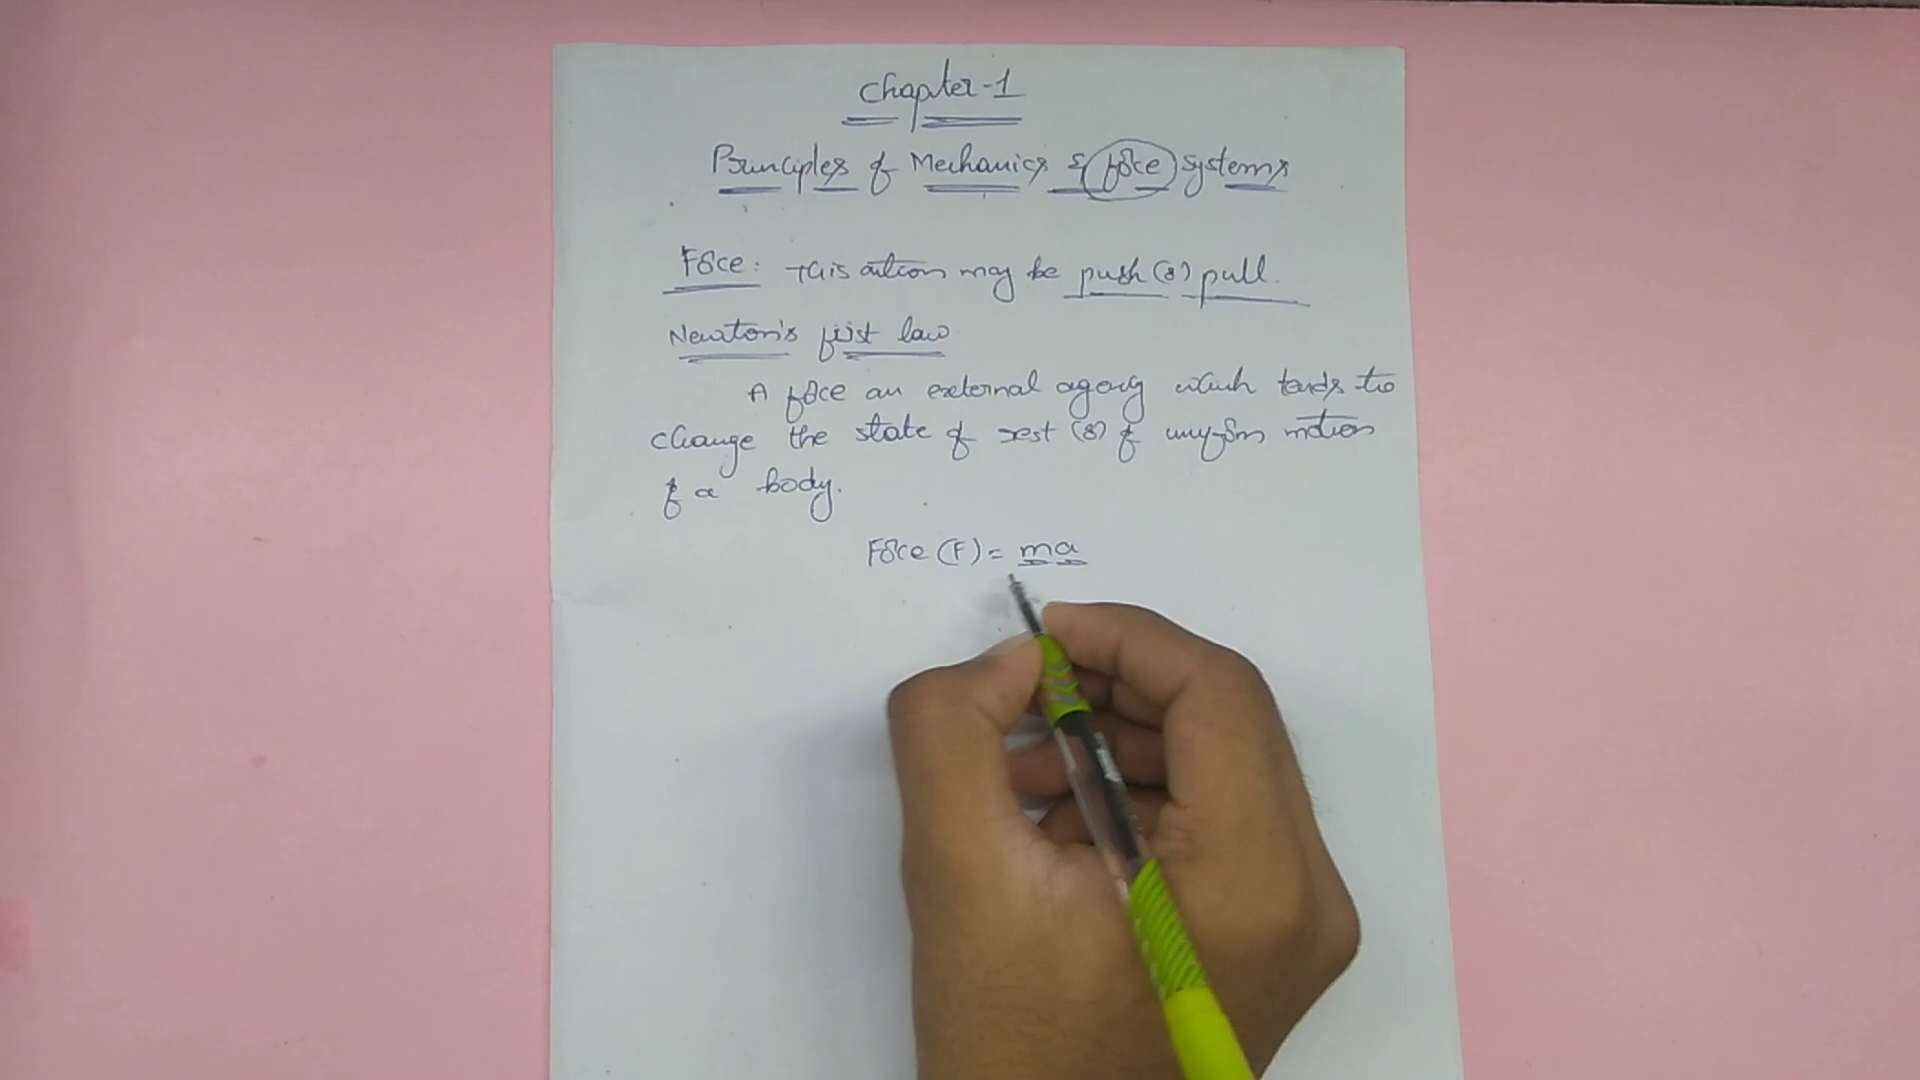 Chapter-1
Principles of Mechanics & force systems
Force: This action may be push (or) pull.
Newton's first law
A force an external agency which tends to
change the state of rest (or) of uniform motion
of a body.
Force (F) = ma